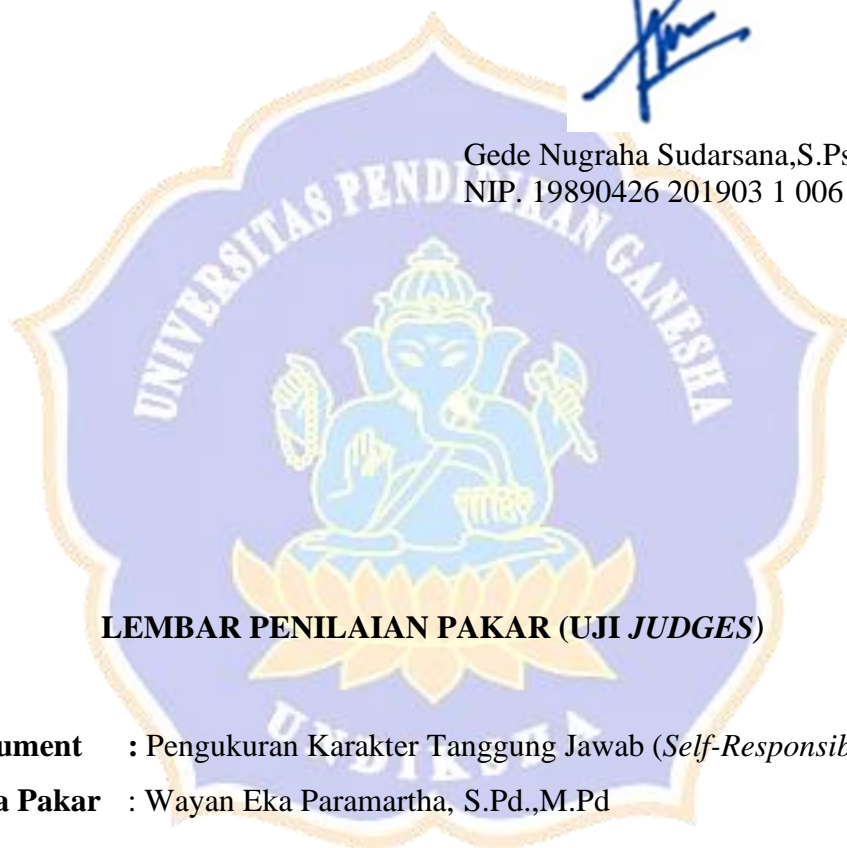 Gede Nugraha Sudarsana,S.Ps
NIP. 19890426 201903 1 006
UNIVERSITAS PENDIDIKAN GANESHA
LEMBAR PENILAIAN PAKAR (UJI JUDGES)
ument : Pengukuran Karakter Tanggung Jawab (Self-Responsib
a Pakar : Wayan Eka Paramartha, S.Pd.,M.Pd
UNDIKSHA